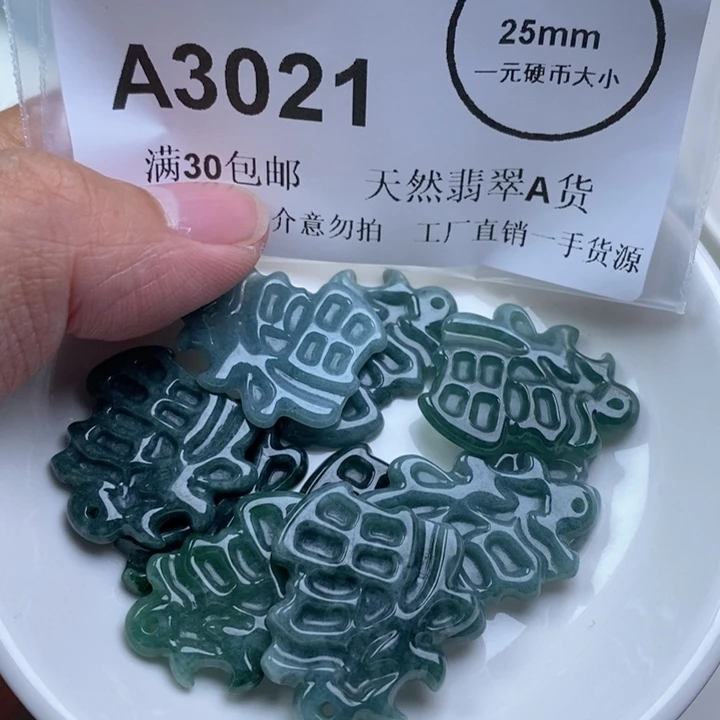 A3021
25mm
一元硬币大小
满30包邮 天然翡翠A货
介意勿拍 工厂直销一手货源